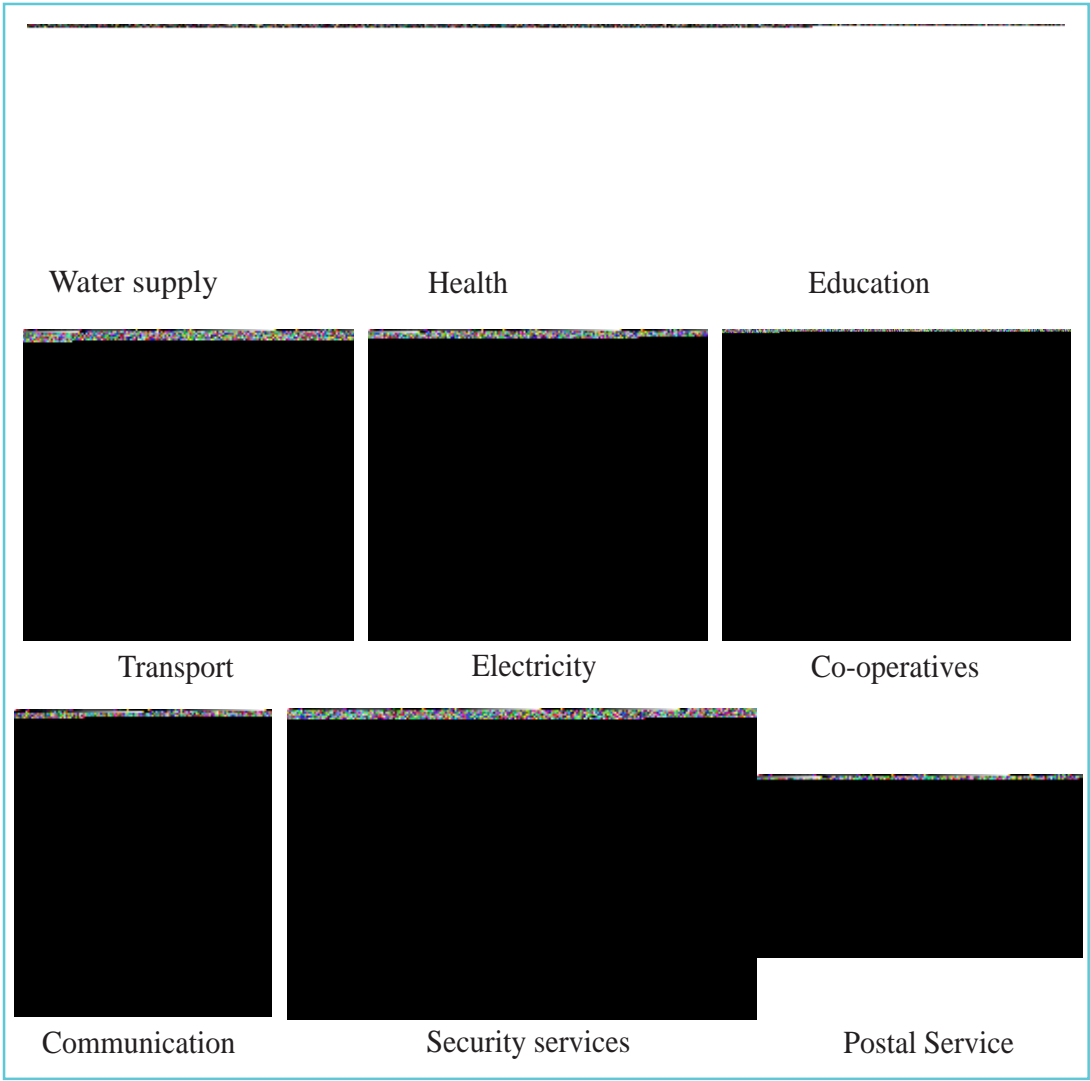 Water supply
Health
Education
Transport
Electricity
Co-operatives
Communication
Security services
Postal Service